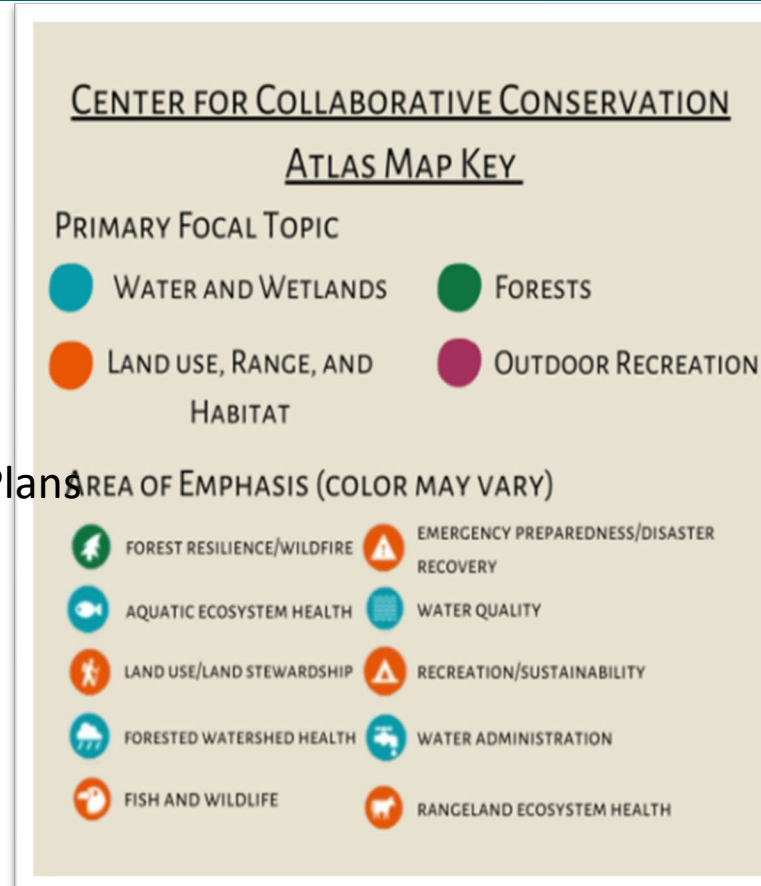 CENTER FOR COLLABORATIVE CONSERVATION
ATLAS MAP KEY
PRIMARY FOCAL TOPIC
WATER AND WETLANDS
FORESTS
LAND USE, RANGE, AND
HABITAT
OUTDOOR RECREATION
AREA OF EMPHASIS (COLOR MAY VARY)
FOREST RESILIENCE/WILDFIRE
EMERGENCY PREPAREDNESS/DISASTER
RECOVERY
AQUATIC ECOSYSTEM HEALTH
WATER QUALITY
LAND USE/LAND STEWARDSHIP
RECREATION/SUSTAINABILITY
FORESTED WATERSHED HEALTH
WATER ADMINISTRATION
FISH AND WILDLIFE
RANGELAND ECOSYSTEM HEALTH